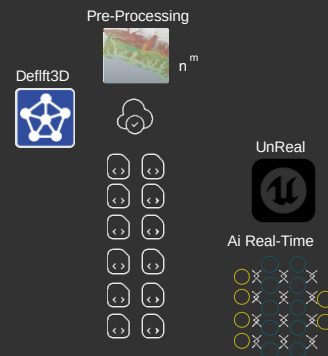 Pre-Processing
n m
Deflft3D
UnReal
Ai Real-Time